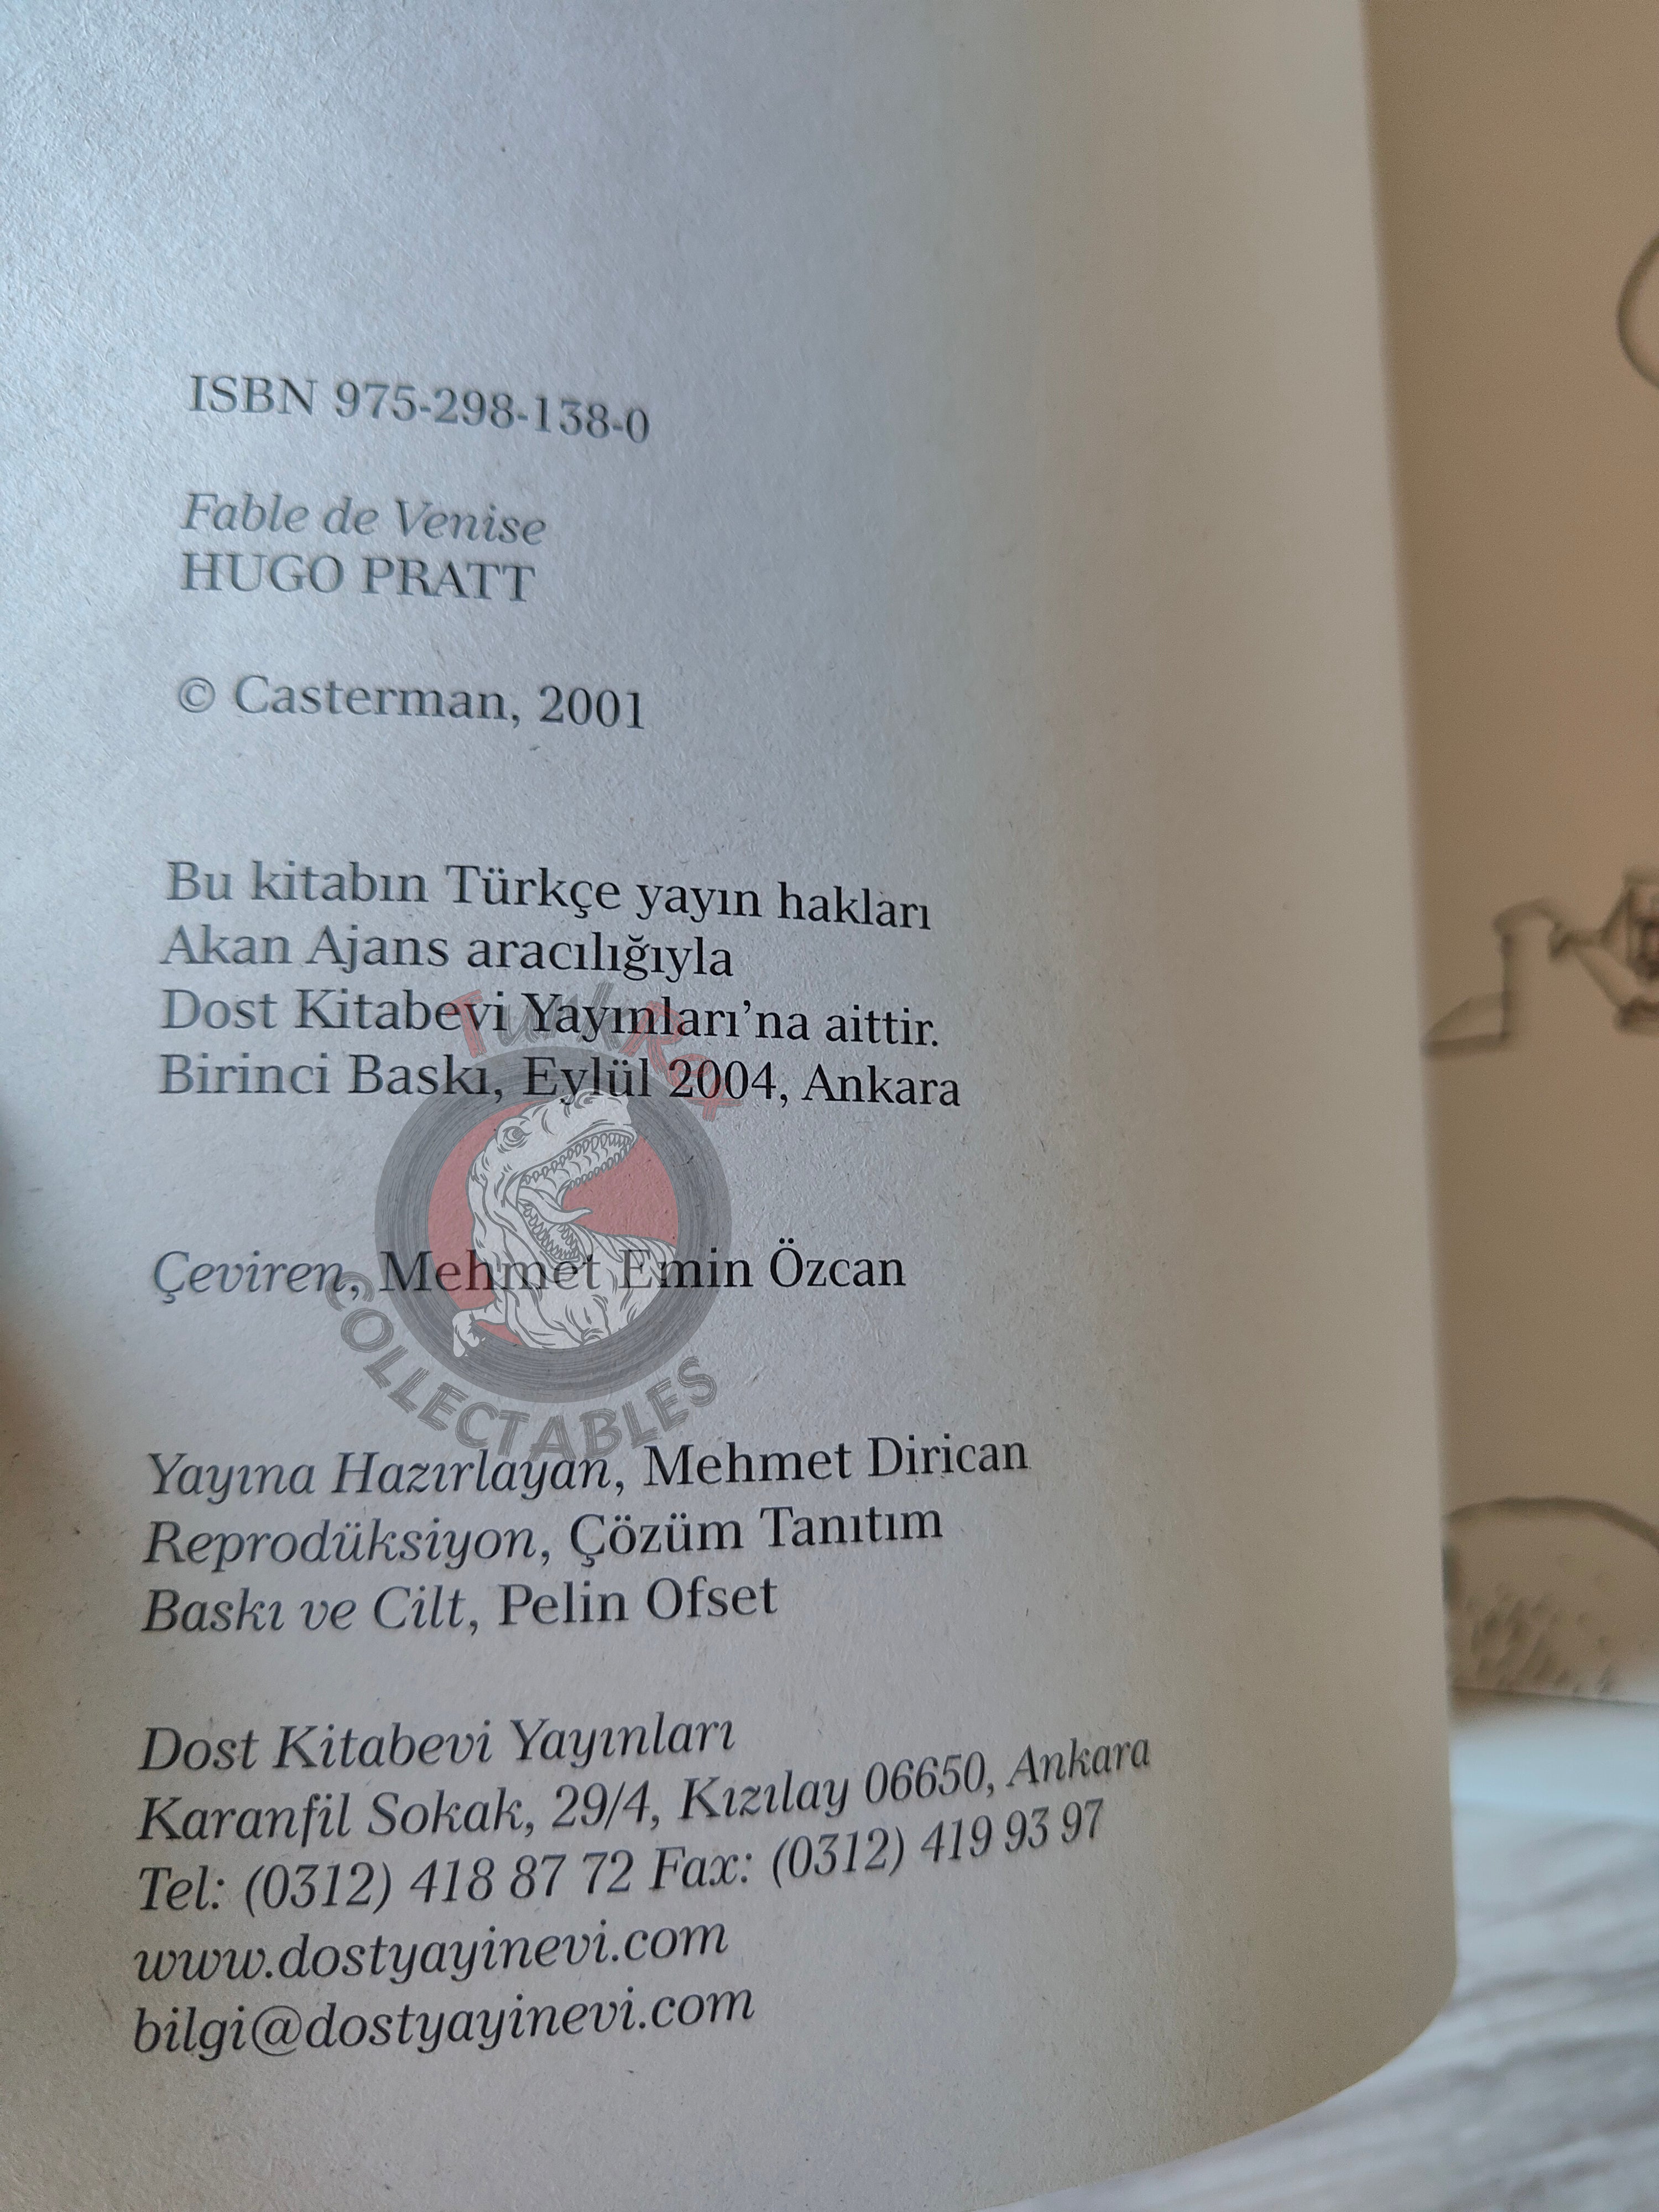 ISBN 975-298-138-0
Fable de Venise
HUGO PRATT
© Casterman, 2001
Bu kitabın Türkçe yayın hakları
Akan Ajans aracılığıyla
Dost Kitabevi Yayınları'na aittir.
Birinci Baskı, Eylül 2004, Ankara
Çeviren, Mehmet Emin Özcan
Yayına Hazırlayan, Mehmet Dirican
Reprodüksiyon, Çözüm Tanıtım
Baskı ve Cilt, Pelin Ofset
Dost Kitabevi Yayınları
Karanfil Sokak, 29/4, Kızılay 06650, Ankara
Tel: (0312) 418 87 72 Fax: (0312) 419 93 97
www.dostyayinevi.com
bilgi@dostyayinevi.com
TurkRex
COLLECTABLES